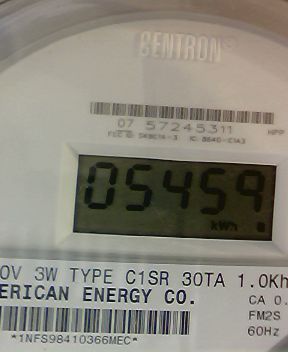 CENTRON®
07 57245311
HPP
05459
kWh
0V 3W TYPE C1SR 30TA 1.0Kh
ERICAN ENERGY CO.
CA 0.
FM2S
60Hz
*1NFS98410366MEC*